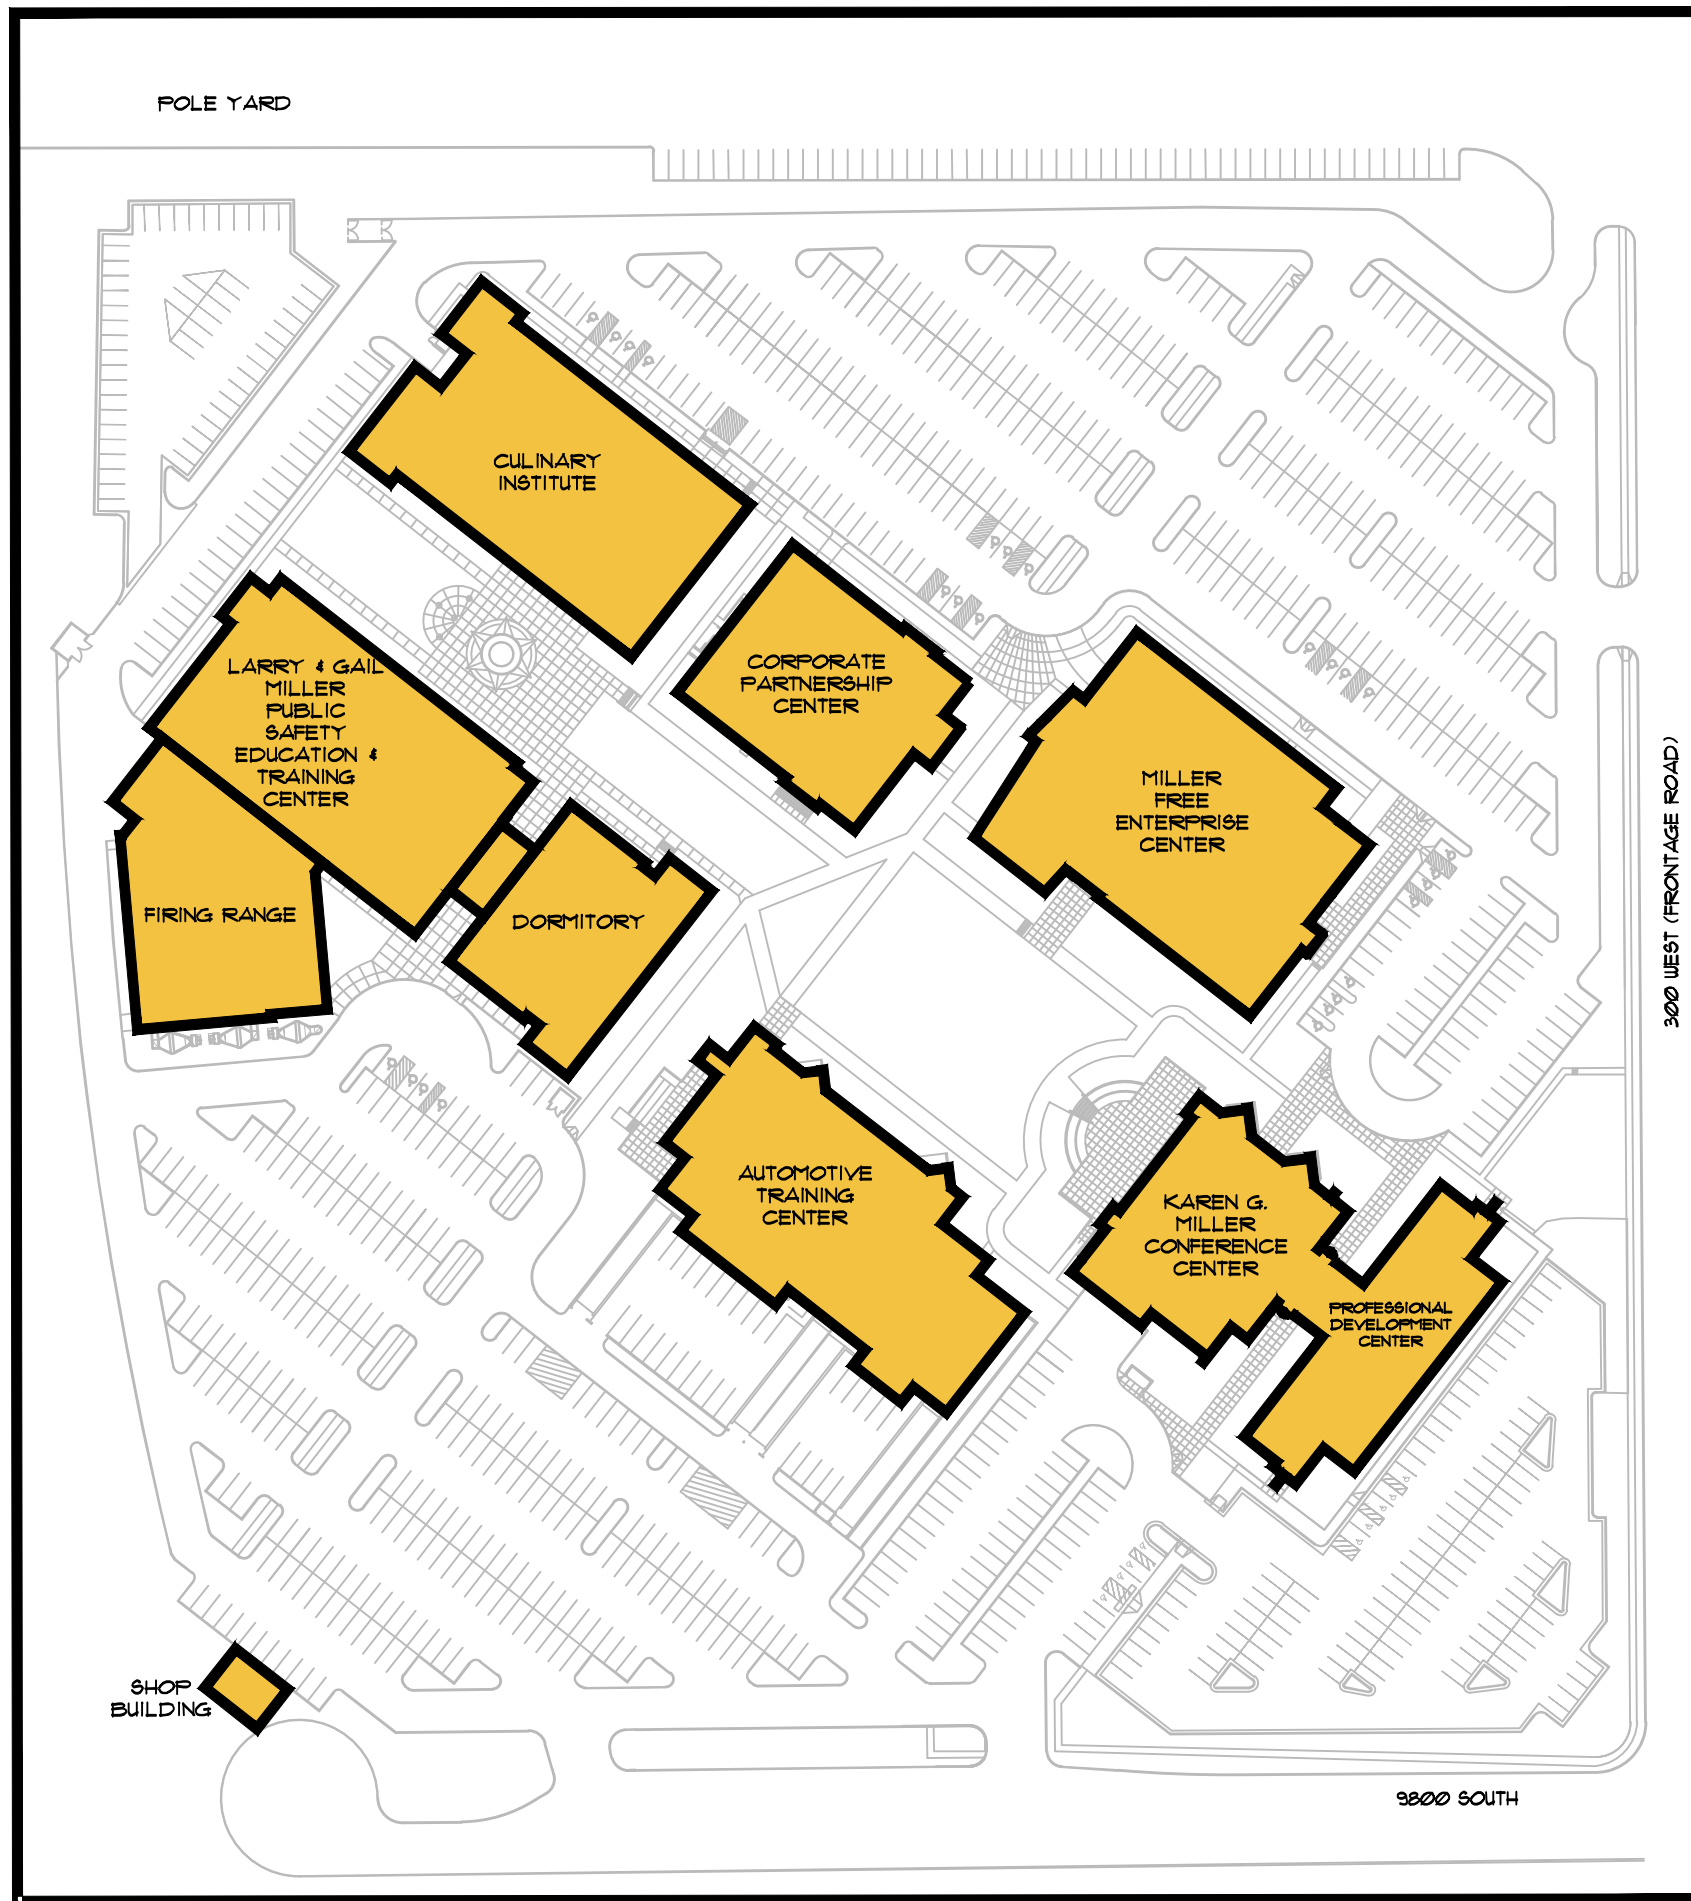 POLE YARD
CULINARY
INSTITUTE
LARRY & GAIL
MILLER
PUBLIC
SAFETY
EDUCATION &
TRAINING
CENTER
CORPORATE
PARTNERSHIP
CENTER
MILLER
FREE
ENTERPRISE
CENTER
300 WEST (FRONTAGE ROAD)
FIRING RANGE
DORMITORY
AUTOMOTIVE
TRAINING
CENTER
KAREN G.
MILLER
CONFERENCE
CENTER
PROFESSIONAL
DEVELOPMENT
CENTER
SHOP
BUILDING
9800 SOUTH